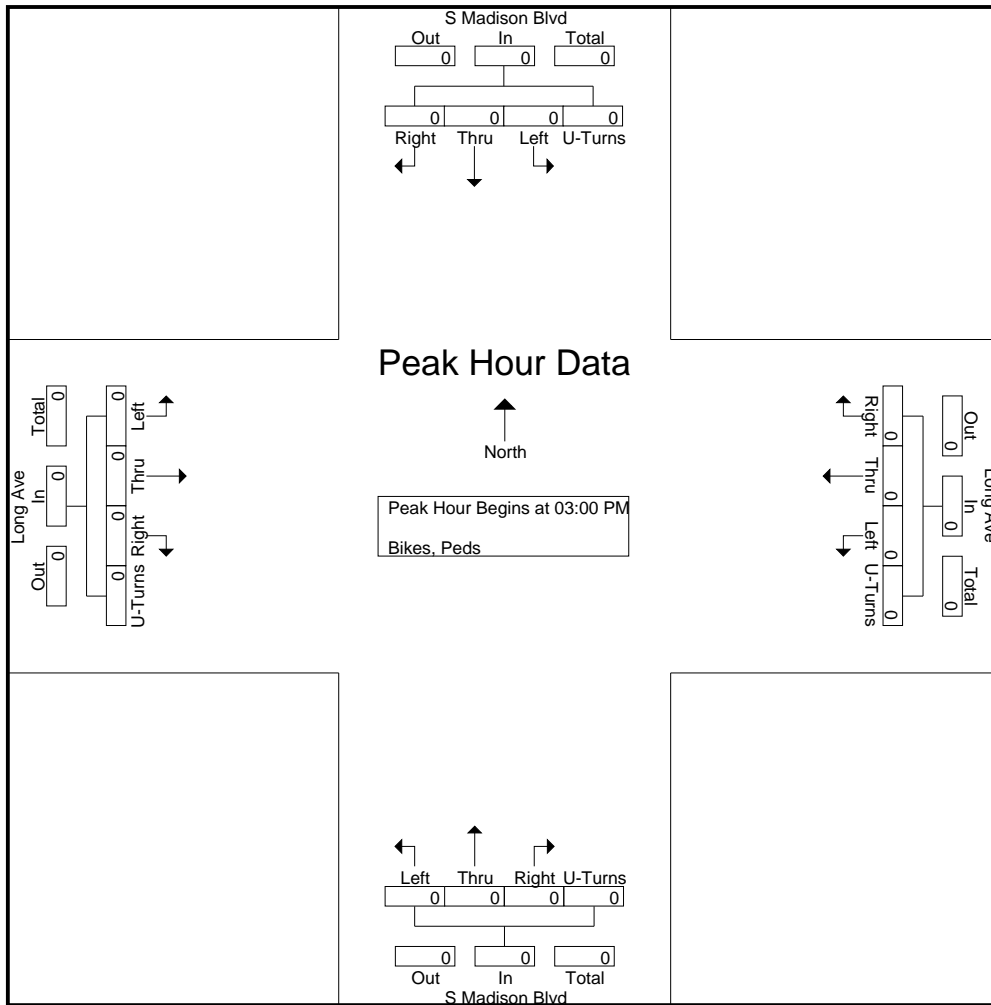 S Madison Blvd
Out In Total
0 0 0
0 0 0 0
Right Thru Left U-Turns
Peak Hour Data
North
Peak Hour Begins at 03:00 PM
Bikes, Peds
Long Ave
Out In Total
0 0 0
0 0 0 0
U-Turns Right Thru Left
Long Ave
Out In Total
0 0 0
0 0 0 0
Right Thru Left U-Turns
Left Thru Right U-Turns
0 0 0 0
0 0 0
Out In Total
S Madison Blvd